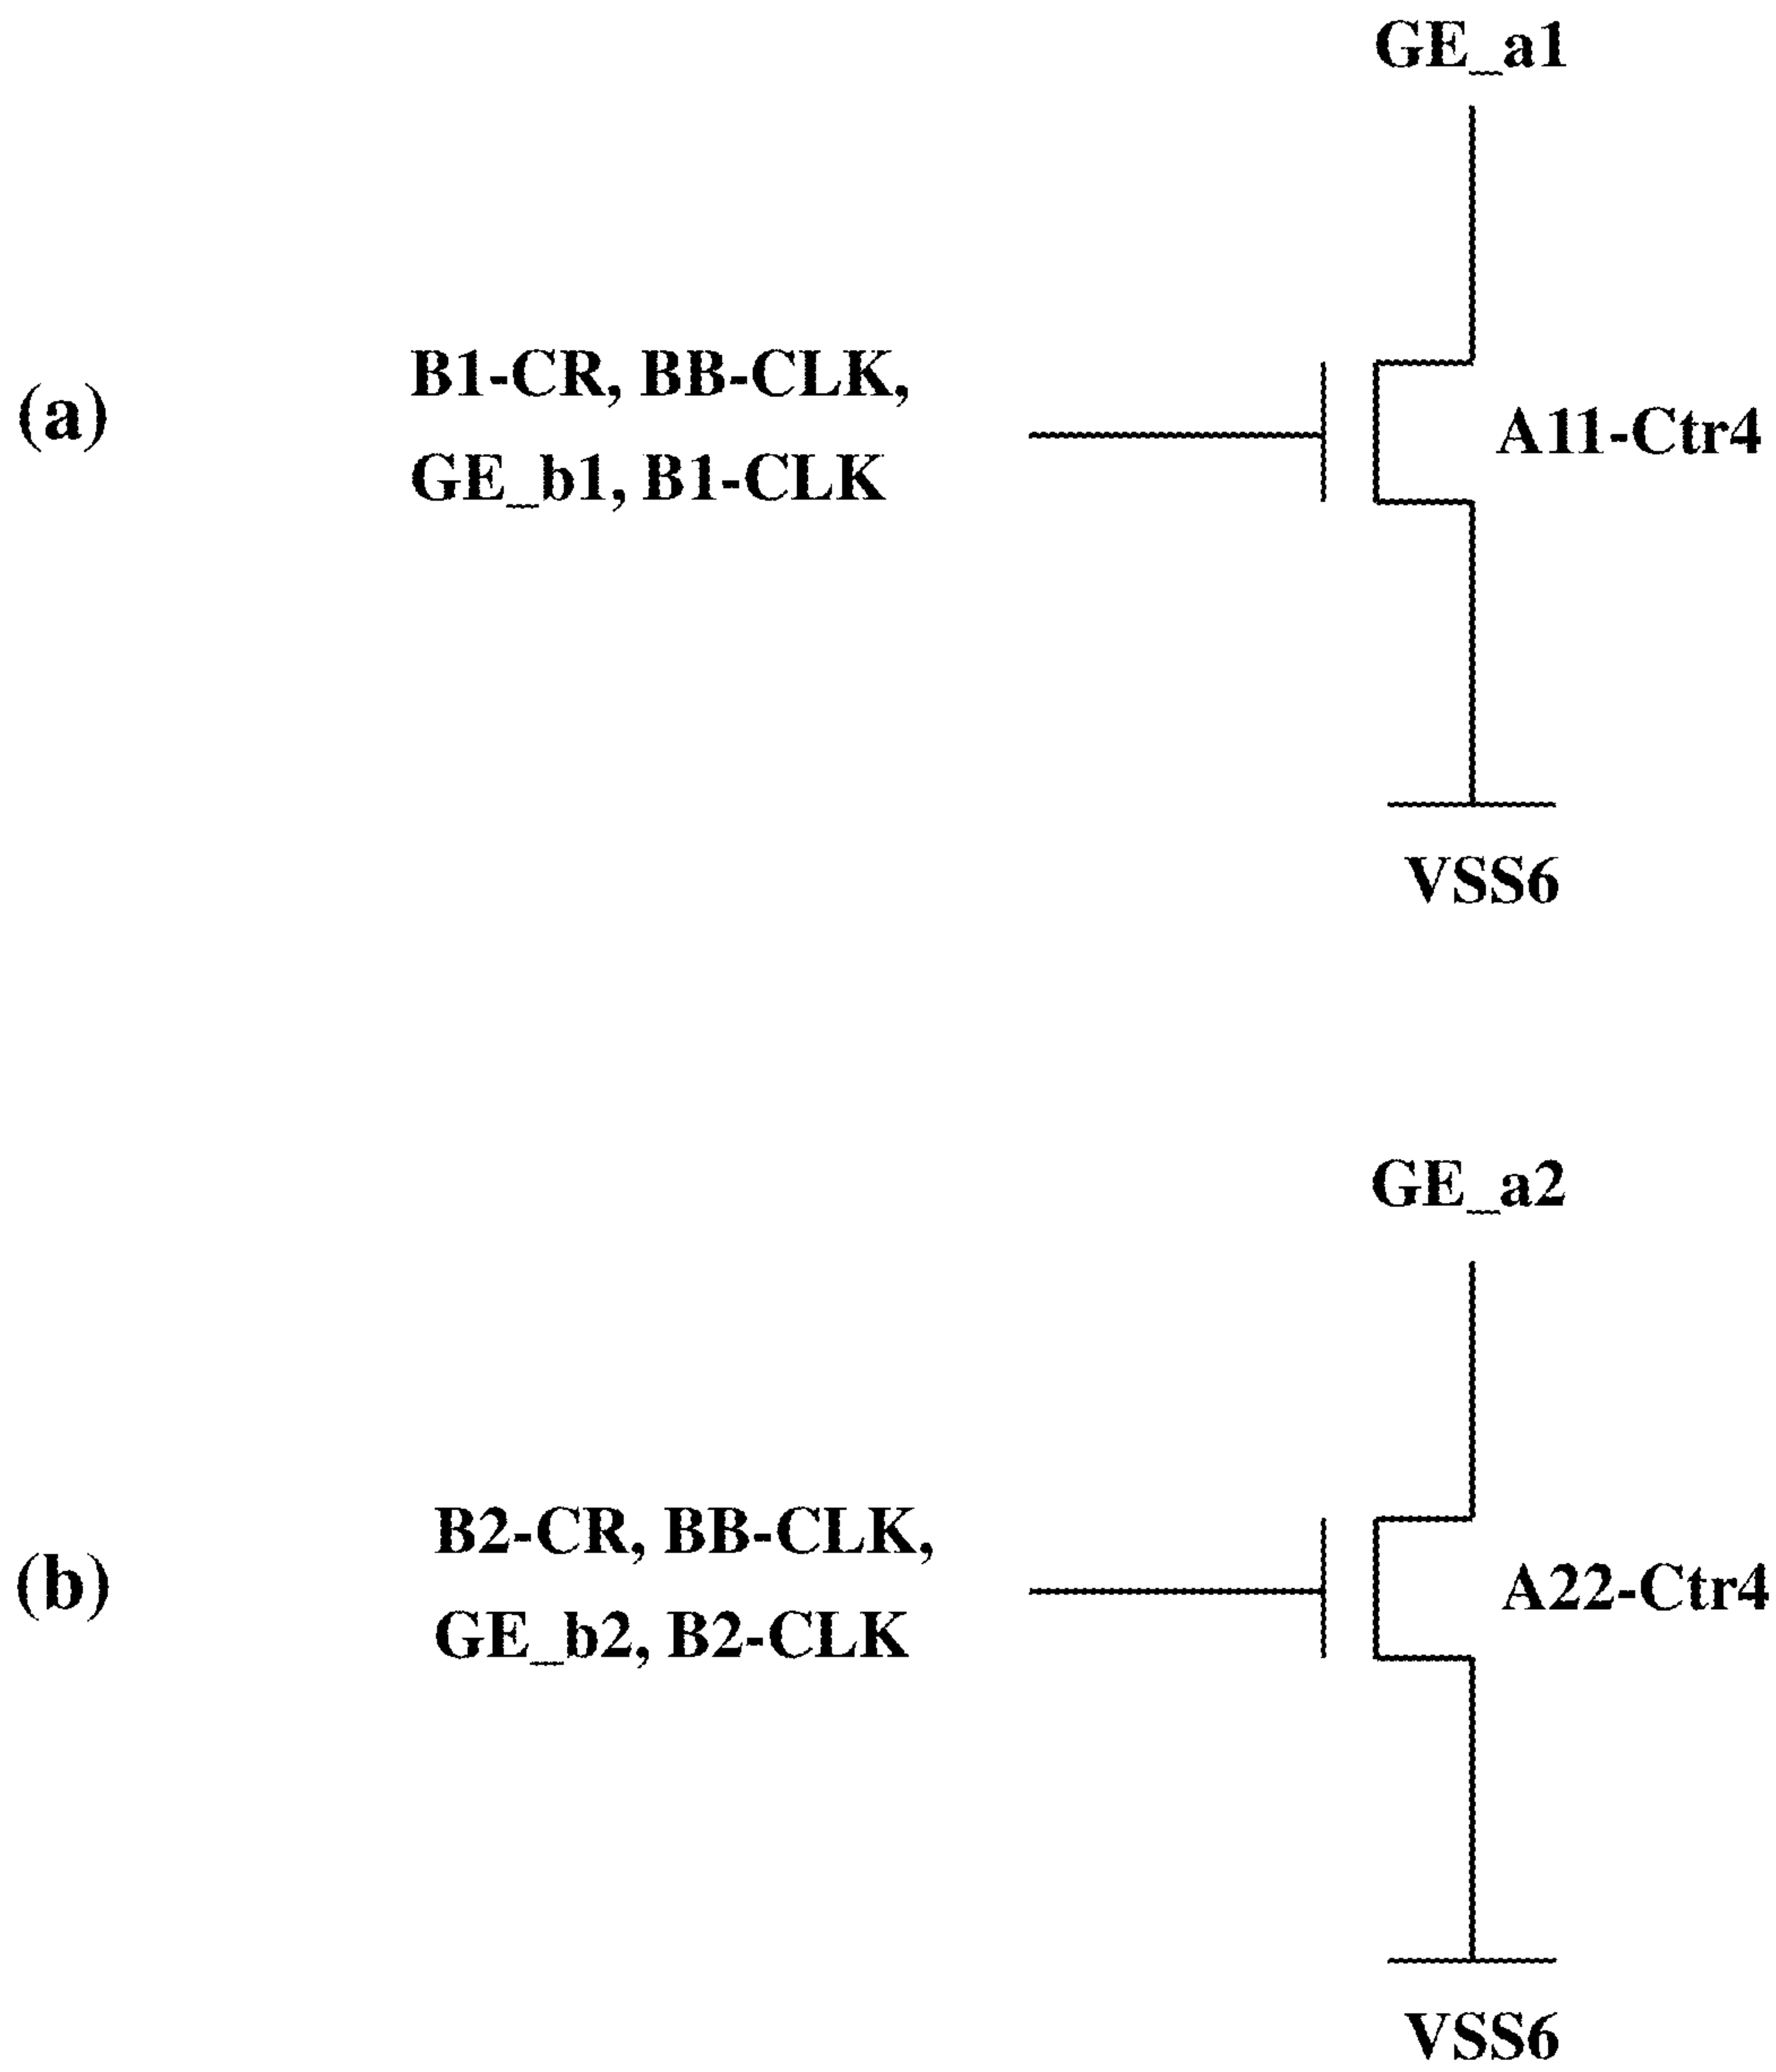 GE_a1
(a)
B1-CR, BB-CLK,
GE_b1, B1-CLK
A11-Ctr4
VSS6
GE_a2
(b)
B2-CR, BB-CLK,
GE_b2, B2-CLK
A22-Ctr4
VSS6